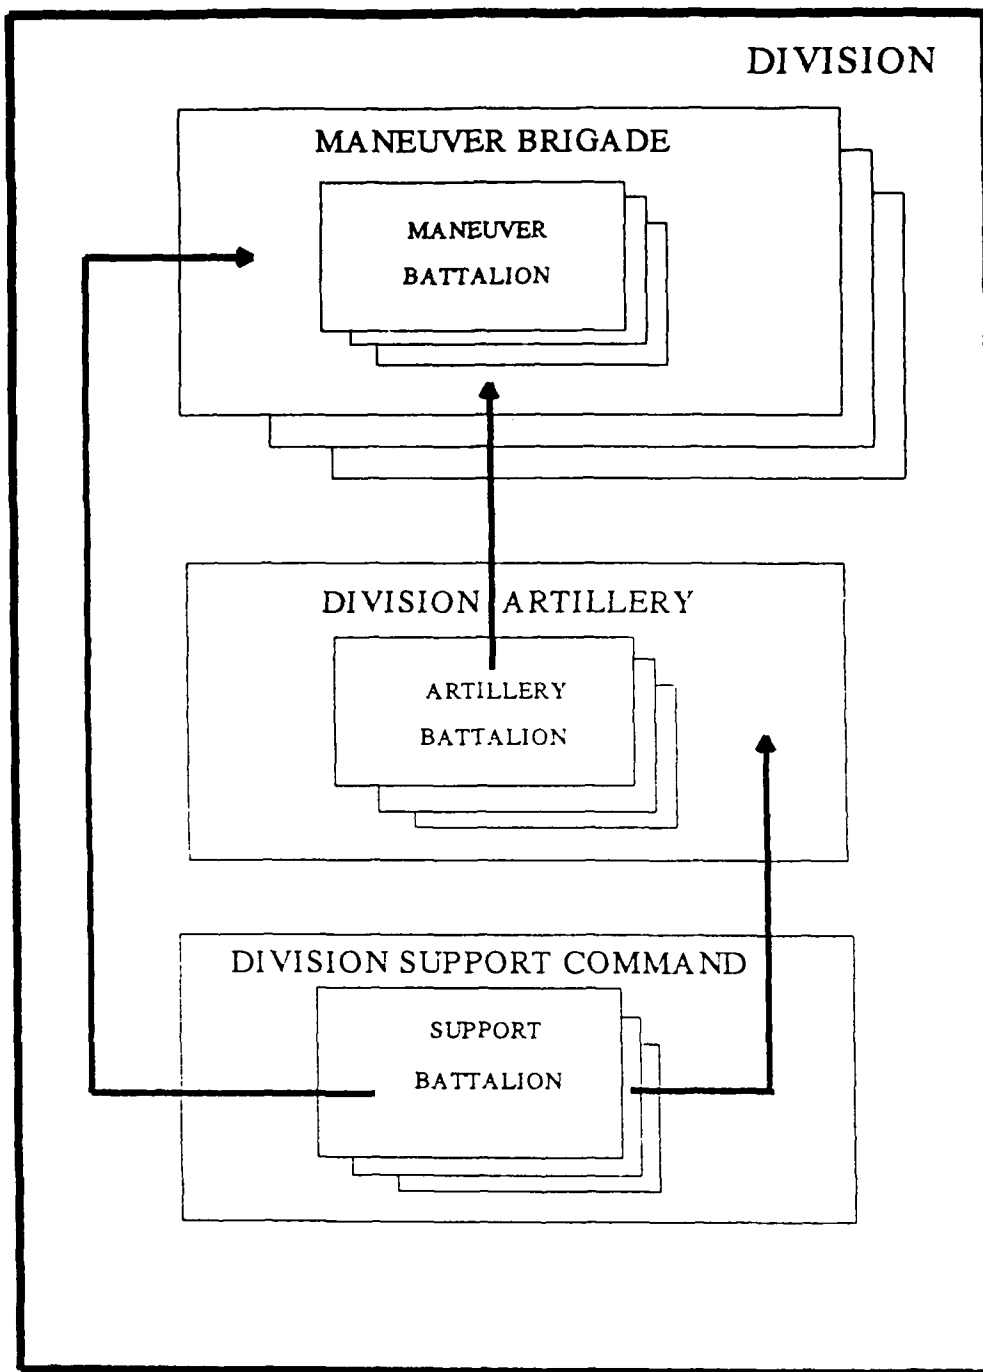 DIVISION
MANEUVER BRIGADE
MANEUVER
BATTALION
DIVISION ARTILLERY
ARTILLERY
BATTALION
DIVISION SUPPORT COMMAND
SUPPORT
BATTALION